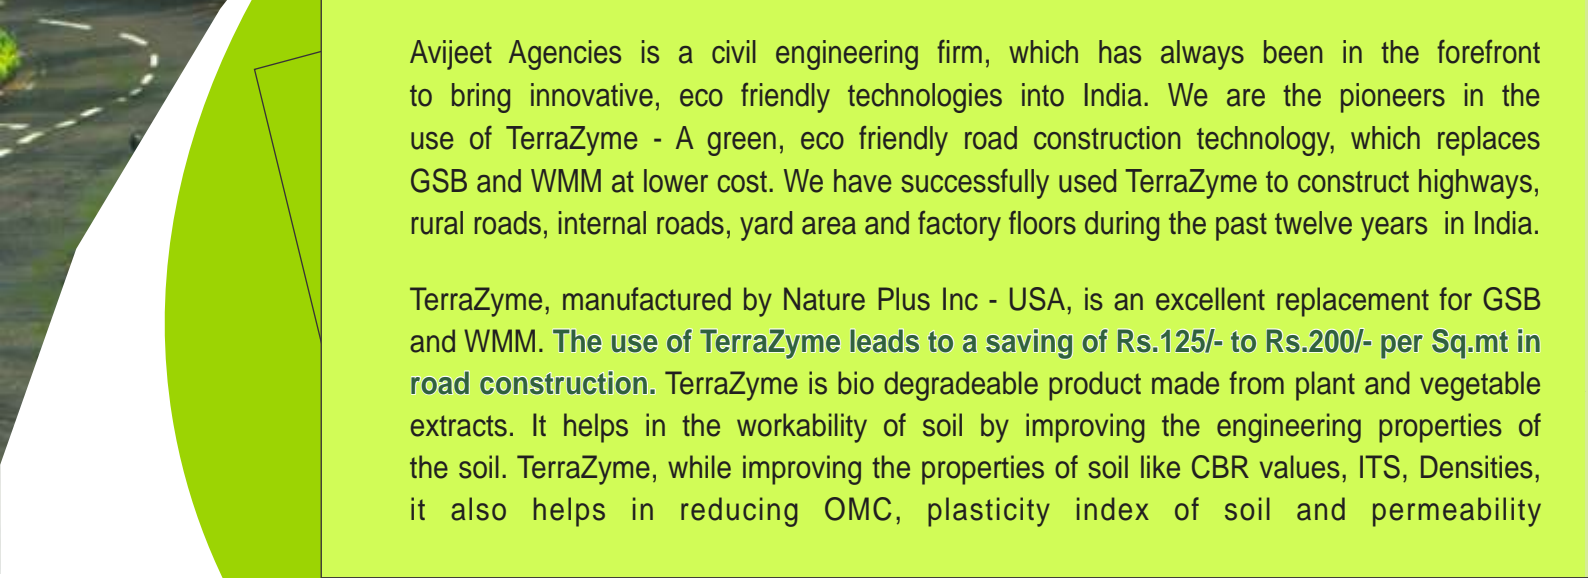 Avijeet Agencies is a civil engineering firm, which has always been in the forefront
to bring innovative, eco friendly technologies into India. We are the pioneers in the
use of TerraZyme - A green, eco friendly road construction technology, which replaces
GSB and WMM at lower cost. We have successfully used TerraZyme to construct highways,
rural roads, internal roads, yard area and factory floors during the past twelve years in India.
TerraZyme, manufactured by Nature Plus Inc - USA, is an excellent replacement for GSB
and WMM. The use of TerraZyme leads to a saving of Rs.125/- to Rs.200/- per Sq.mt in
road construction. TerraZyme is bio degradeable product made from plant and vegetable
extracts. It helps in the workability of soil by improving the engineering properties of
the soil. TerraZyme, while improving the properties of soil like CBR values, ITS, Densities,
it also helps in reducing OMC, plasticity index of soil and permeability